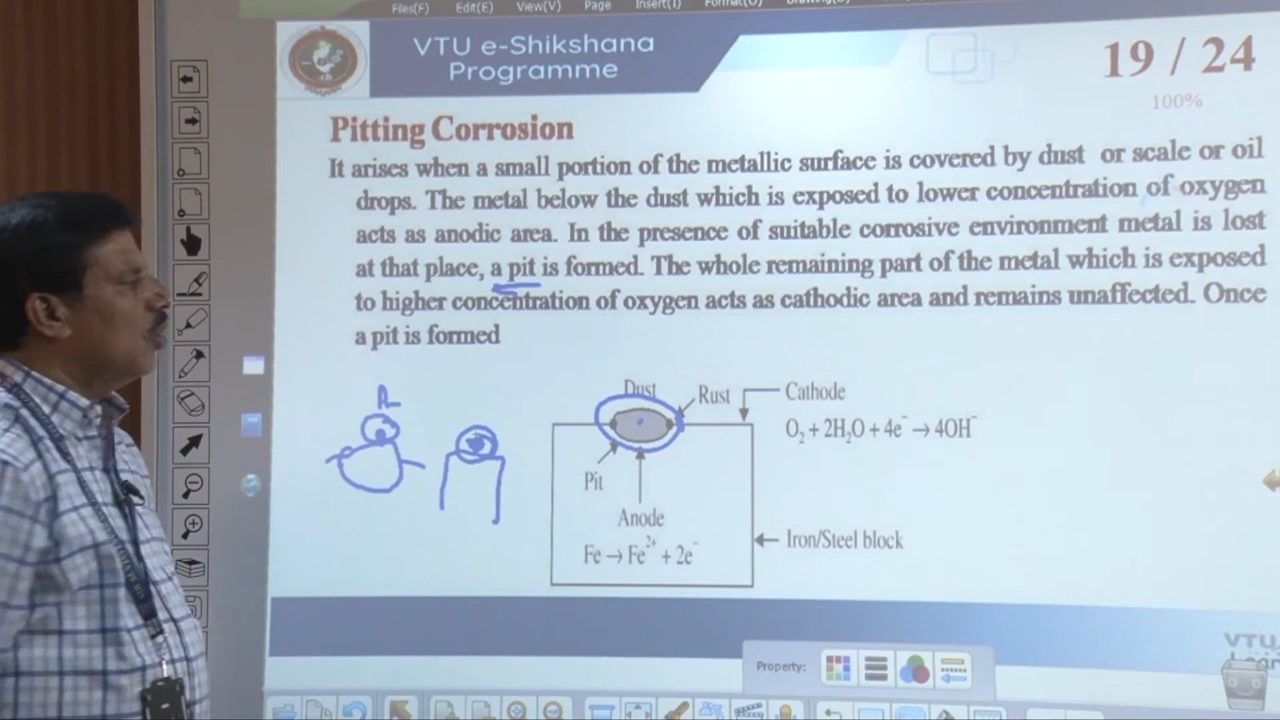 Files(F) Edit(E) View(V) Page Insert(I)
VTU e-Shikshana
Programme
19 / 24
100%
Pitting Corrosion
It arises when a small portion of the metallic surface is covered by dust or scale or oil
drops. The metal below the dust which is exposed to lower concentration of oxygen
acts as anodic area. In the presence of suitable corrosive environment metal is lost
at that place, a pit is formed. The whole remaining part of the metal which is exposed
to higher concentration of oxygen acts as cathodic area and remains unaffected. Once
a pit is formed
Dust
Rust
Cathode
O₂ + 2H₂O + 4e⁻ → 4OH⁻
Pit
Anode
Fe → Fe²⁺ + 2e⁻
Iron/Steel block
VTU
Property: